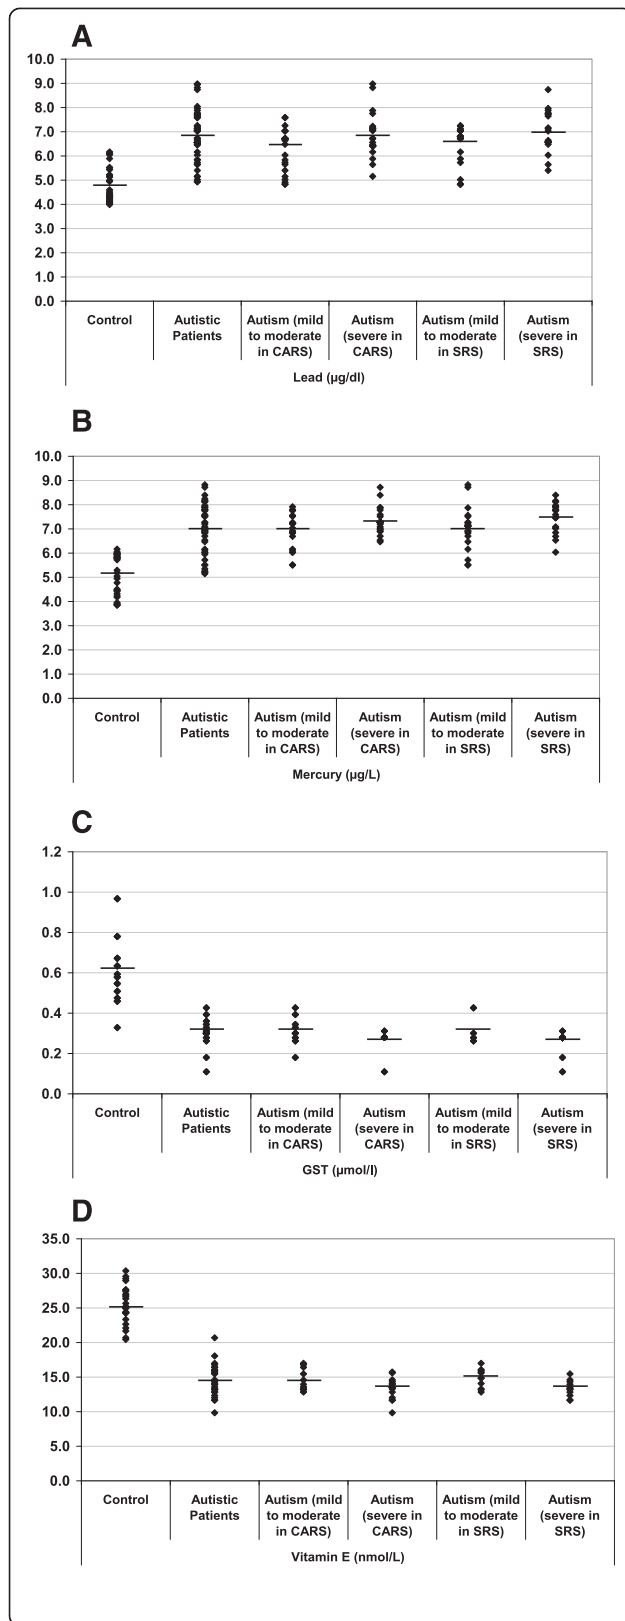 A
10.0
9.0
8.0
7.0
6.0
5.0
4.0
3.0
2.0
1.0
0.0
Control
Autistic
Patients
Autism (mild
to moderate
in CARS)
Autism
(severe in
CARS)
Autism (mild
to moderate
in SRS)
Autism
(severe in
SRS)
Lead (µg/dl)
B
10.0
9.0
8.0
7.0
6.0
5.0
4.0
3.0
2.0
1.0
0.0
Control
Autistic
Patients
Autism (mild
to moderate
in CARS)
Autism
(severe in
CARS)
Autism (mild
to moderate
in SRS)
Autism
(severe in
SRS)
Mercury (µg/L)
C
1.2
1.0
0.8
0.6
0.4
0.2
0.0
Control
Autistic
Patients
Autism (mild
to moderate
in CARS)
Autism
(severe in
CARS)
Autism (mild
to moderate
in SRS)
Autism
(severe in
SRS)
GST (µmol/l)
D
35.0
30.0
25.0
20.0
15.0
10.0
5.0
0.0
Control
Autistic
Patients
Autism (mild
to moderate
in CARS)
Autism
(severe in
CARS)
Autism (mild
to moderate
in SRS)
Autism
(severe in
SRS)
Vitamin E (nmol/L)